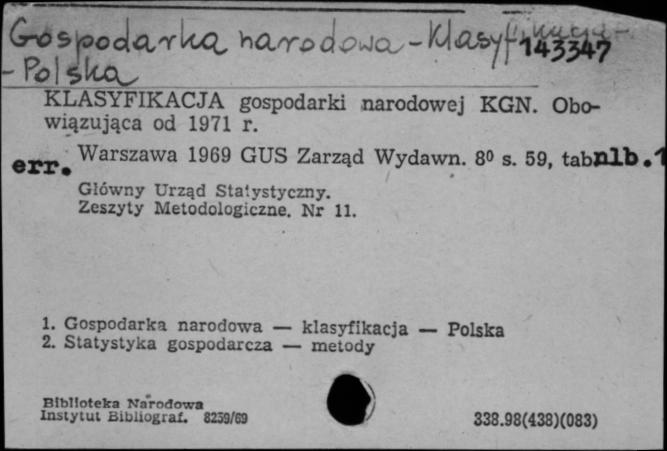 Gospodarka narodowa - klasyfikacja -
143347
- Polska
KLASYFIKACJA gospodarki narodowej KGN. Obo-
wiązująca od 1971 r.
err. Warszawa 1969 GUS Zarząd Wydawn. 8⁰ s. 59, tab nlb.1
Główny Urząd Statystyczny.
Zeszyty Metodologiczne. Nr 11.
1. Gospodarka narodowa — klasyfikacja — Polska
2. Statystyka gospodarcza — metody
Biblioteka Narodowa
Instytut Bibliograf. 8259/69
338.98(438)(083)